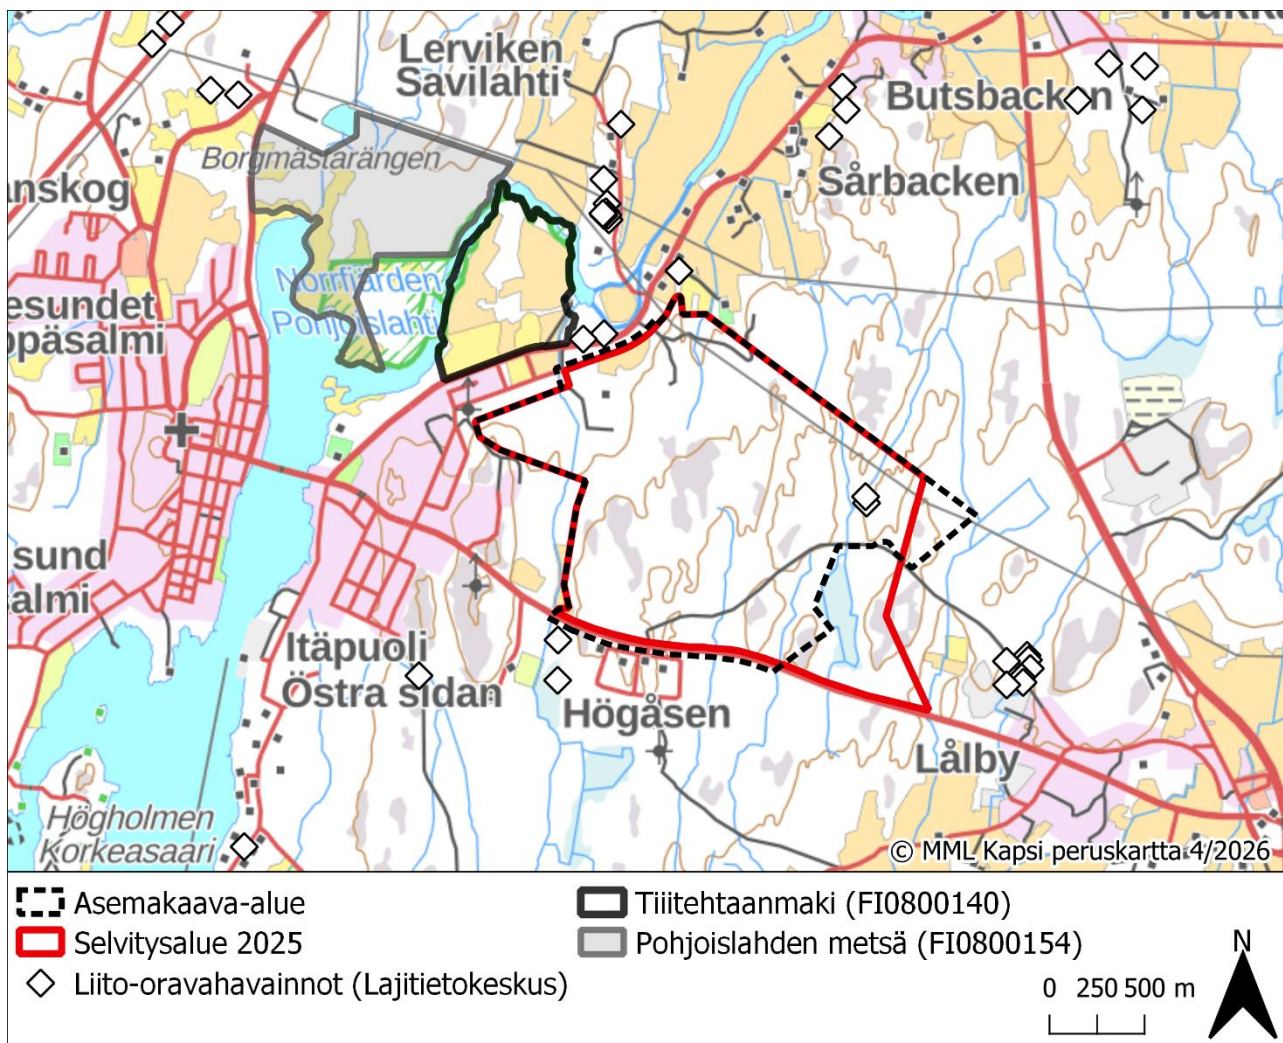 Lerviken
Savilahti
Butsbacken
Borgmästarängen
anskog
Sårbacken
Norrfjärden
Pohjoislahti
esundet
ppäsalmi
sund
almi
Itäpuoli
Östra sidan
Högåsen
Lålby
Högholmen
Korkeasaari
© MML Kapsi peruskartta 4/2026
Asemakaava-alue
Selvitysalue 2025
Liito-oravahavainnot (Lajitietokeskus)
Tiiitehtaanmaki (FI0800140)
Pohjoislahden metsä (FI0800154)
N
0 250 500 m